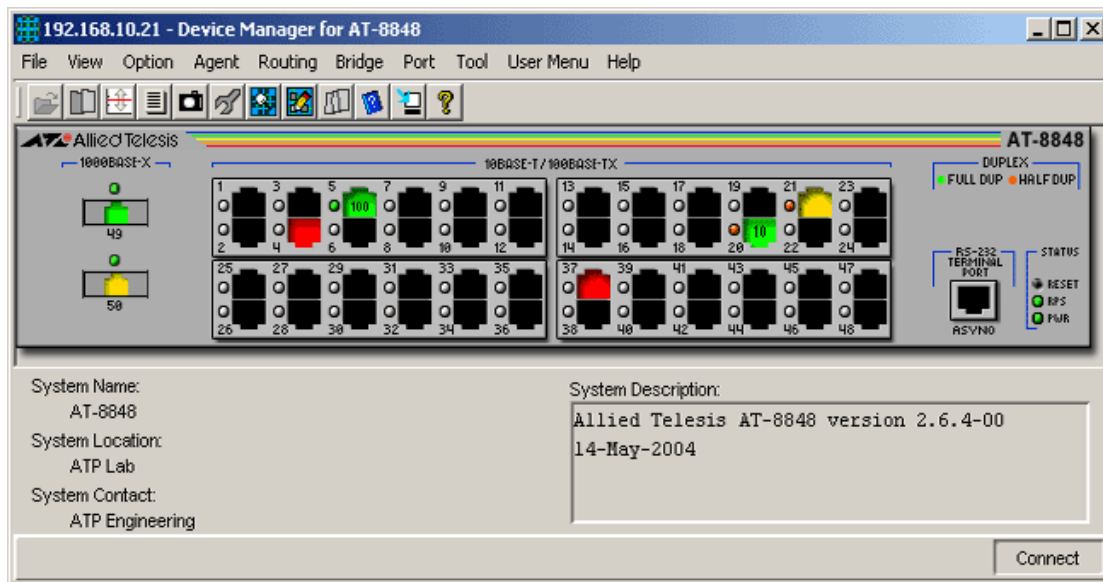 192.168.10.21 - Device Manager for AT-8848
File View Option Agent Routing Bridge Port Tool User Menu Help
Allied Telesis
AT-8848
1000BASE-X
10BASE-T/100BASE-TX
DUPLEX
FULL DUP HALF DUP
1 3 5 7 9 11 13 15 17 19 21 23
100
10
49
2 4 6 8 10 12 14 16 18 20 22 24
25 27 29 31 33 35 37 39 41 43 45 47
50
26 28 30 32 34 36 38 40 42 44 46 48
RS-232
TERMINAL
PORT
ASYN0
STATUS
RESET
RPS
PWR
System Name:
AT-8848
System Location:
ATP Lab
System Contact:
ATP Engineering
System Description:
Allied Telesis AT-8848 version 2.6.4-00
14-May-2004
Connect